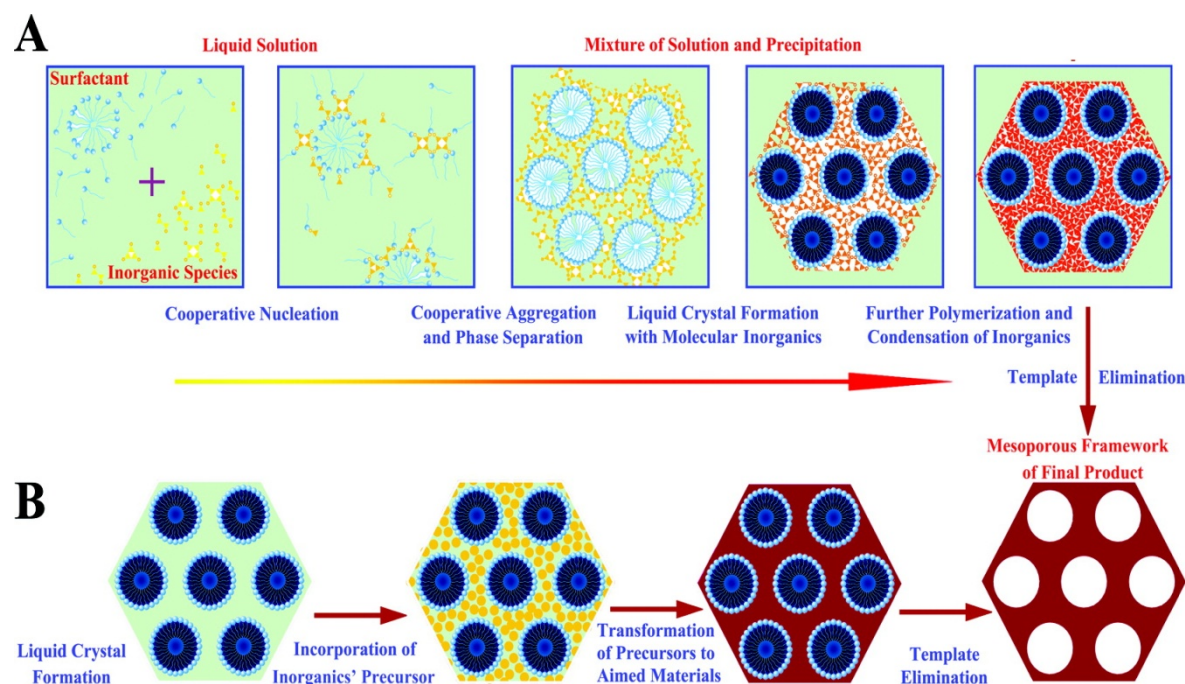 A
Liquid Solution
Mixture of Solution and Precipitation
Surfactant
Inorganic Species
Cooperative Nucleation
Cooperative Aggregation
and Phase Separation
Liquid Crystal Formation
with Molecular Inorganics
Further Polymerization and
Condensation of Inorganics
Template Elimination
Mesoporous Framework
of Final Product
B
Liquid Crystal
Formation
Incorporation of
Inorganics' Precursor
Transformation
of Precursors to
Aimed Materials
Template
Elimination